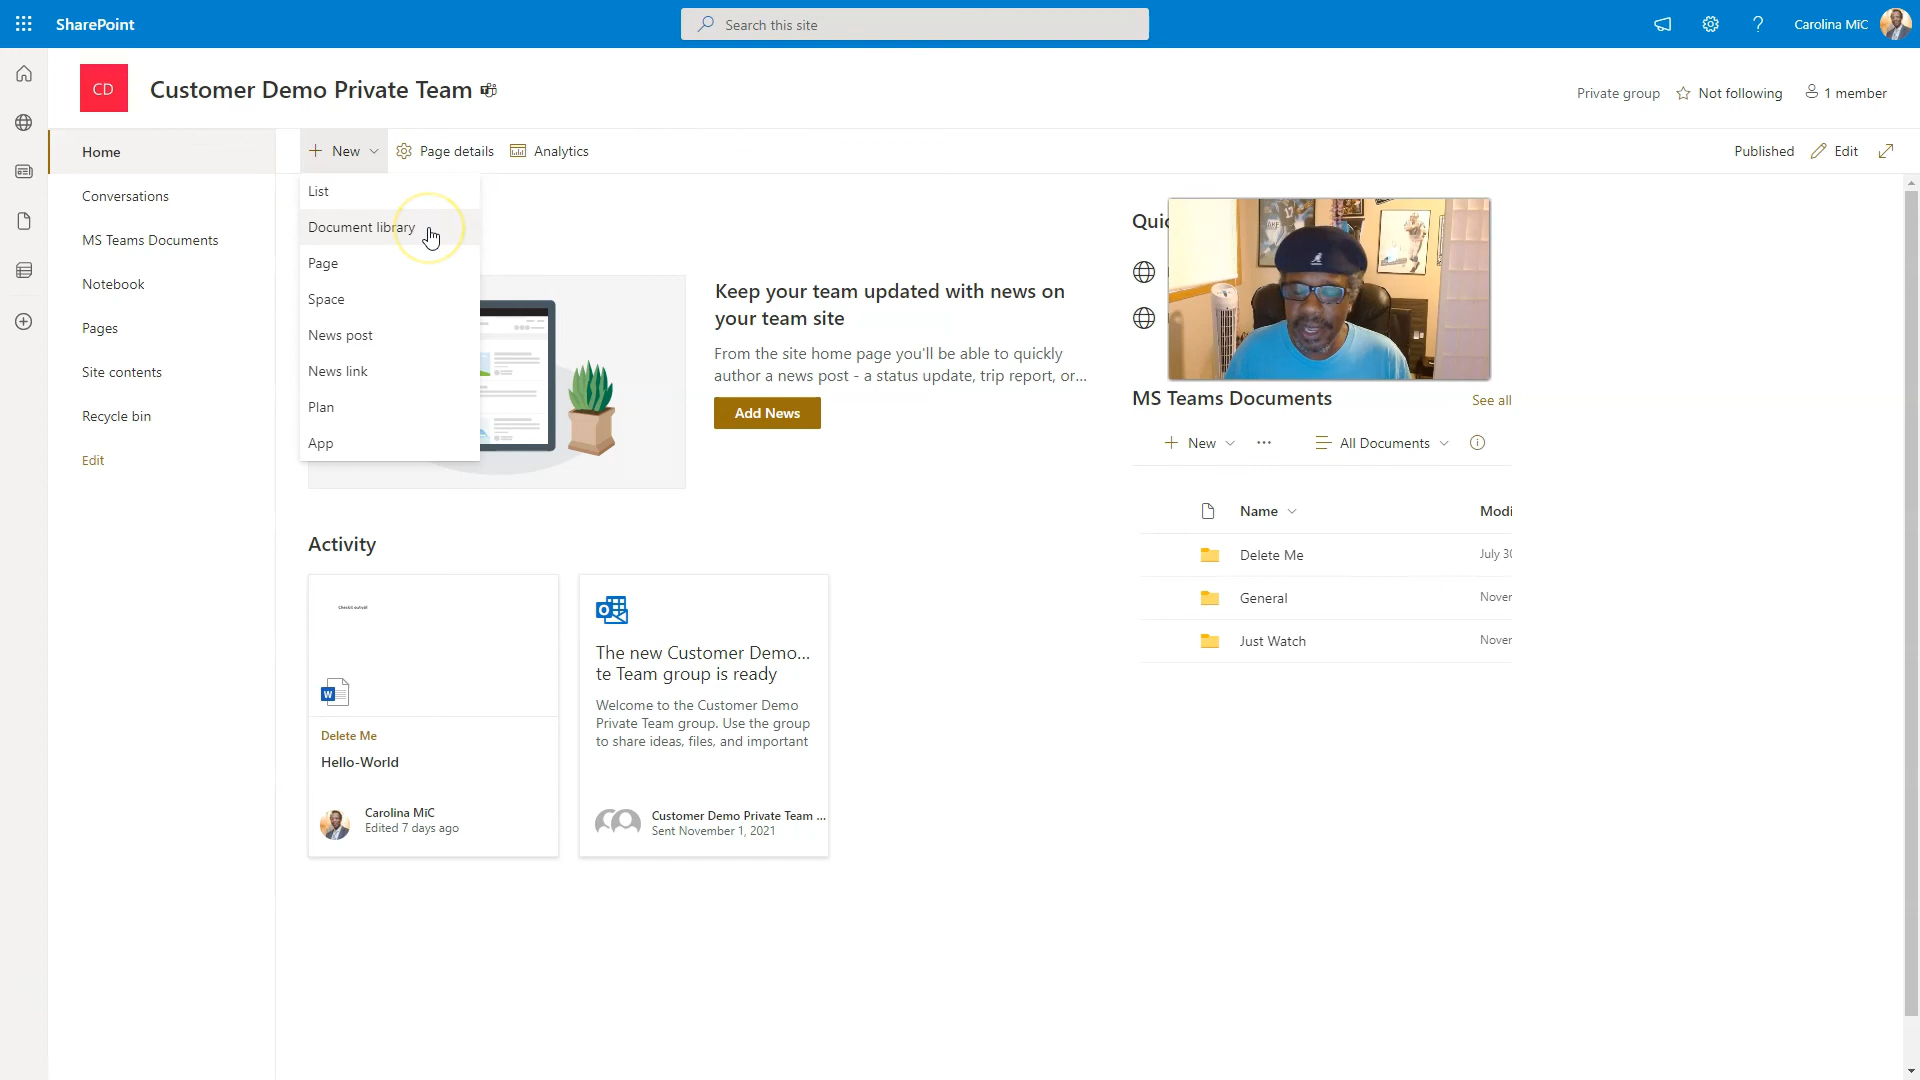 SharePoint
Search this site
Carolina MīC
CD
Customer Demo Private Team
Private group
Not following
1 member
Home
Conversations
MS Teams Documents
Notebook
Pages
Site contents
Recycle bin
Edit
New
Page details
Analytics
Published
Edit
List
Document library
Page
Space
News post
News link
Plan
App
Keep your team updated with news on
your team site
From the site home page you'll be able to quickly
author a news post - a status update, trip report, or...
Add News
Quic
MS Teams Documents
See all
New
All Documents
Name
Modi
Delete Me
July 30
General
Nover
Just Watch
Nover
Activity
W
Delete Me
Hello-World
Carolina MīC
Edited 7 days ago
The new Customer Demo...
te Team group is ready
Welcome to the Customer Demo
Private Team group. Use the group
to share ideas, files, and important
Customer Demo Private Team ...
Sent November 1, 2021